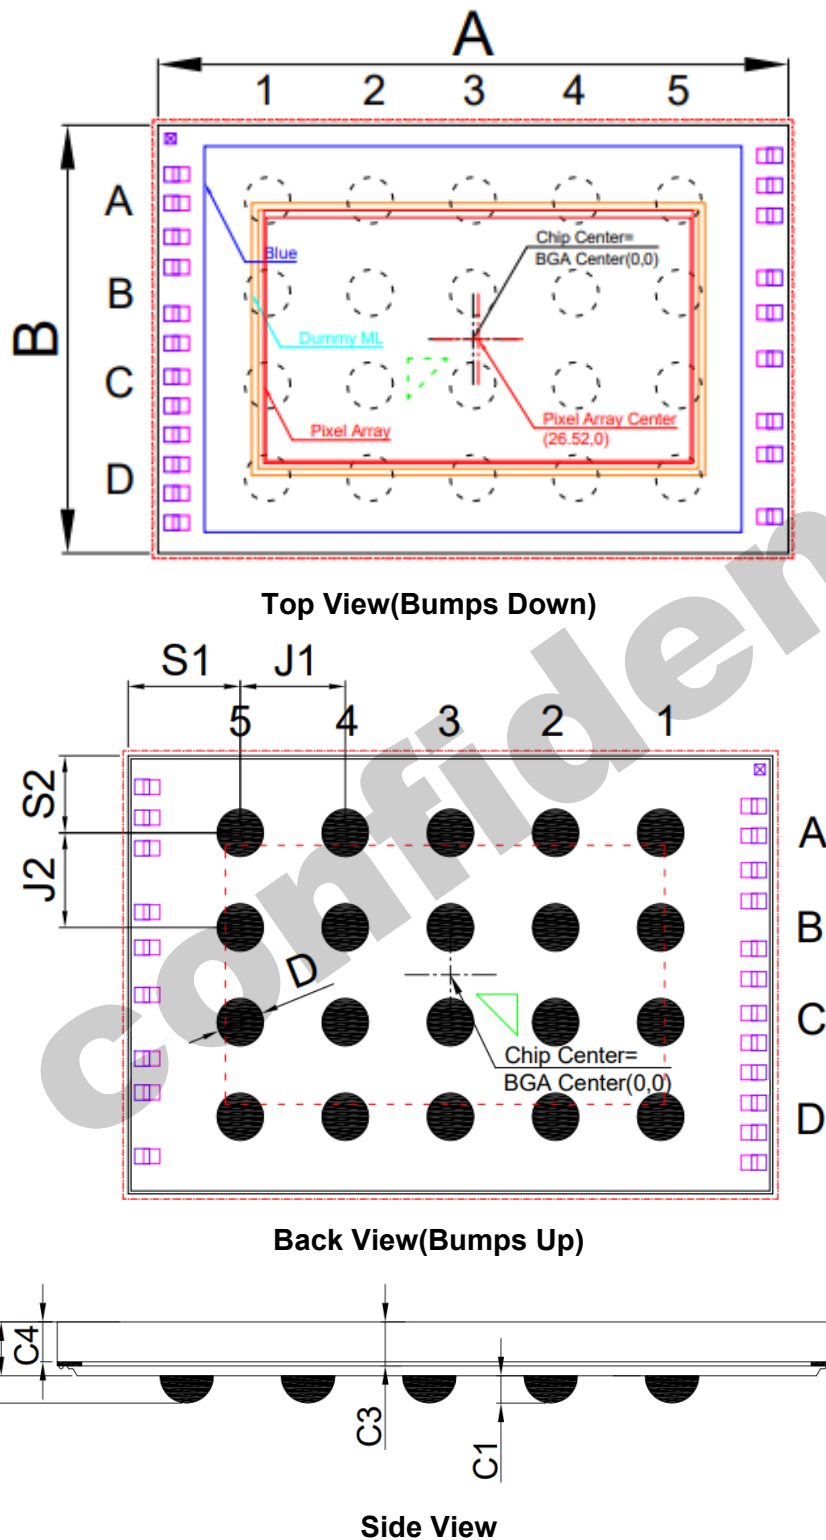 A
1 2 3 4 5
B
A
B
C
D
Blue
Dummy ML
Pixel Array
Chip Center=
BGA Center(0,0)
Pixel Array Center
(26.52,0)
Top View(Bumps Down)
S1 J1
5 4 3 2 1
S2
J2
D
A
B
C
D
Chip Center=
BGA Center(0,0)
confiden
Back View(Bumps Up)
C4
C3
C1
Side View